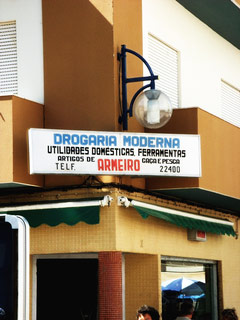 DROGARIA MODERNA
UTILIDADES DOMÉSTICAS, FERRAMENTAS
ARTIGOS DE ARMEIRO CAÇA E PESCA
TELF. 22400